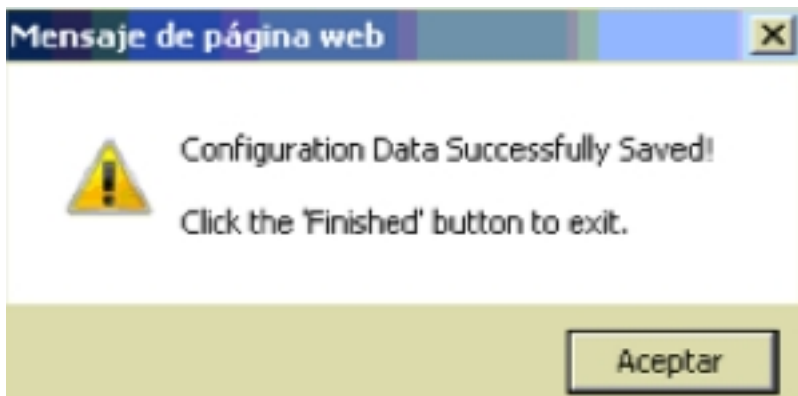 Mensaje de página web
Configuration Data Successfully Saved!
Click the 'Finished' button to exit.
Aceptar